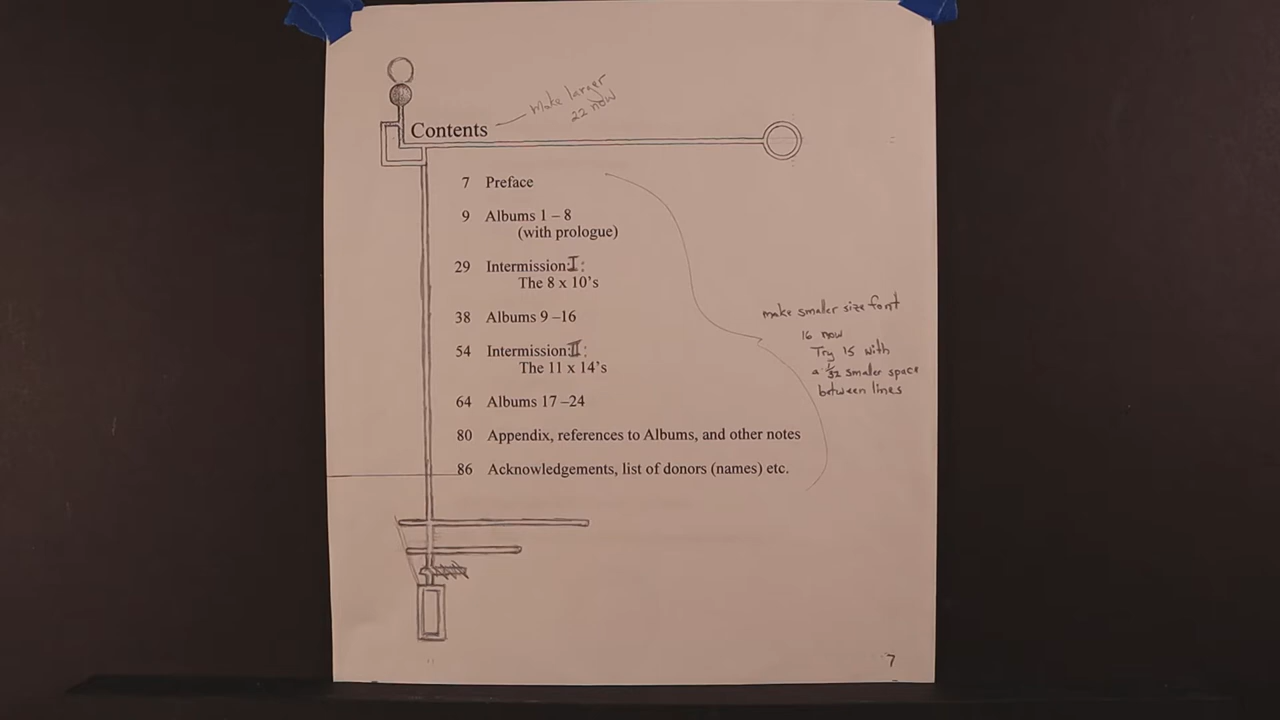 make larger
22 now
Contents
7 Preface
9 Albums 1 – 8
(with prologue)
29 Intermission:I:
The 8 x 10's
38 Albums 9 –16
54 Intermission:II:
The 11 x 14's
64 Albums 17 –24
80 Appendix, references to Albums, and other notes
86 Acknowledgements, list of donors (names) etc.
make smaller size font
16 now
Try 15 with
a 1/32 smaller space
between lines
7